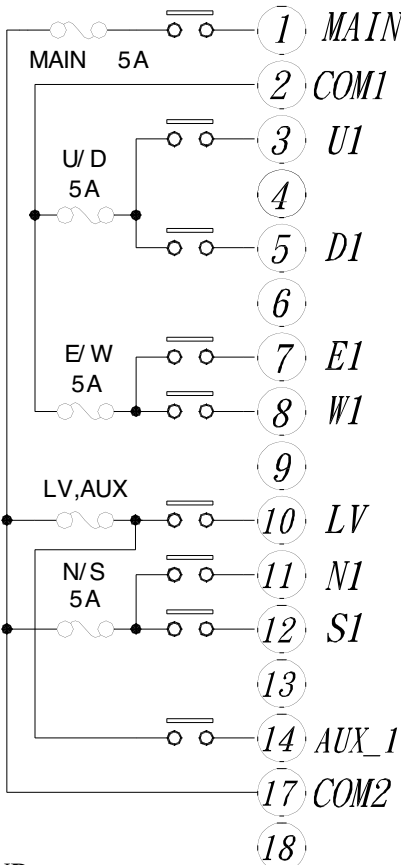 1 MAIN
MAIN 5A
2 COM1
3 U1
U/D
5A
4
5 D1
6
E/W
7 E1
5A
8 W1
9
LV,AUX
10 LV
N/S
11 N1
5A
12 S1
13
14 AUX_1
17 COM2
18